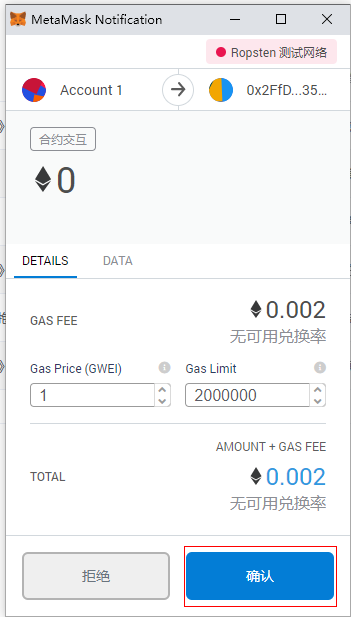 MetaMask Notification
Ropsten 测试网络
Account 1
0x2FfD...35...
合约交互
0
DETAILS
DATA
GAS FEE
0.002
无可用兑换率
Gas Price (GWEI)
Gas Limit
1
2000000
AMOUNT + GAS FEE
TOTAL
0.002
无可用兑换率
拒绝
确认